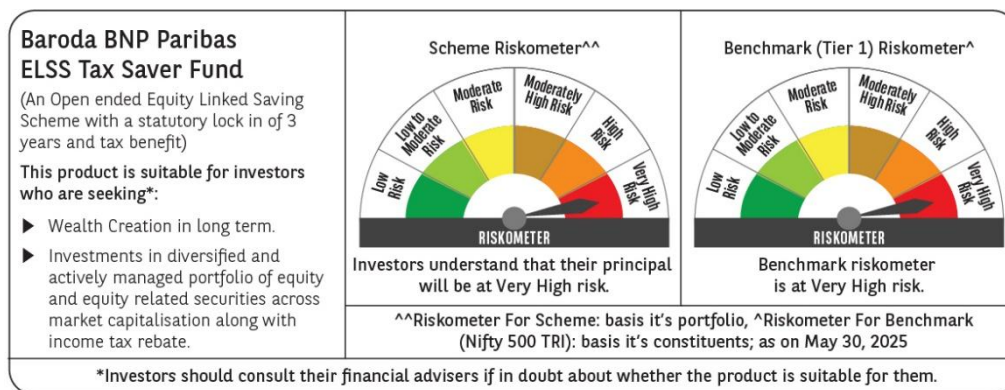 Baroda BNP Paribas
ELSS Tax Saver Fund
(An Open ended Equity Linked Saving
Scheme with a statutory lock in of 3
years and tax benefit)
This product is suitable for investors
who are seeking*:
▶ Wealth Creation in long term.
▶ Investments in diversified and
actively managed portfolio of equity
and equity related securities across
market capitalisation along with
income tax rebate.
Scheme Riskometer^^
Low Risk
Low to Moderate Risk
Moderate Risk
Moderately High Risk
High Risk
Very High Risk
RISKOMETER
Investors understand that their principal
will be at Very High risk.
Benchmark (Tier 1) Riskometer^
Low Risk
Low to Moderate Risk
Moderate Risk
Moderately High Risk
High Risk
Very High Risk
RISKOMETER
Benchmark riskometer
is at Very High risk.
^^Riskometer For Scheme: basis it's portfolio, ^Riskometer For Benchmark
(Nifty 500 TRI): basis it's constituents; as on May 30, 2025
*Investors should consult their financial advisers if in doubt about whether the product is suitable for them.